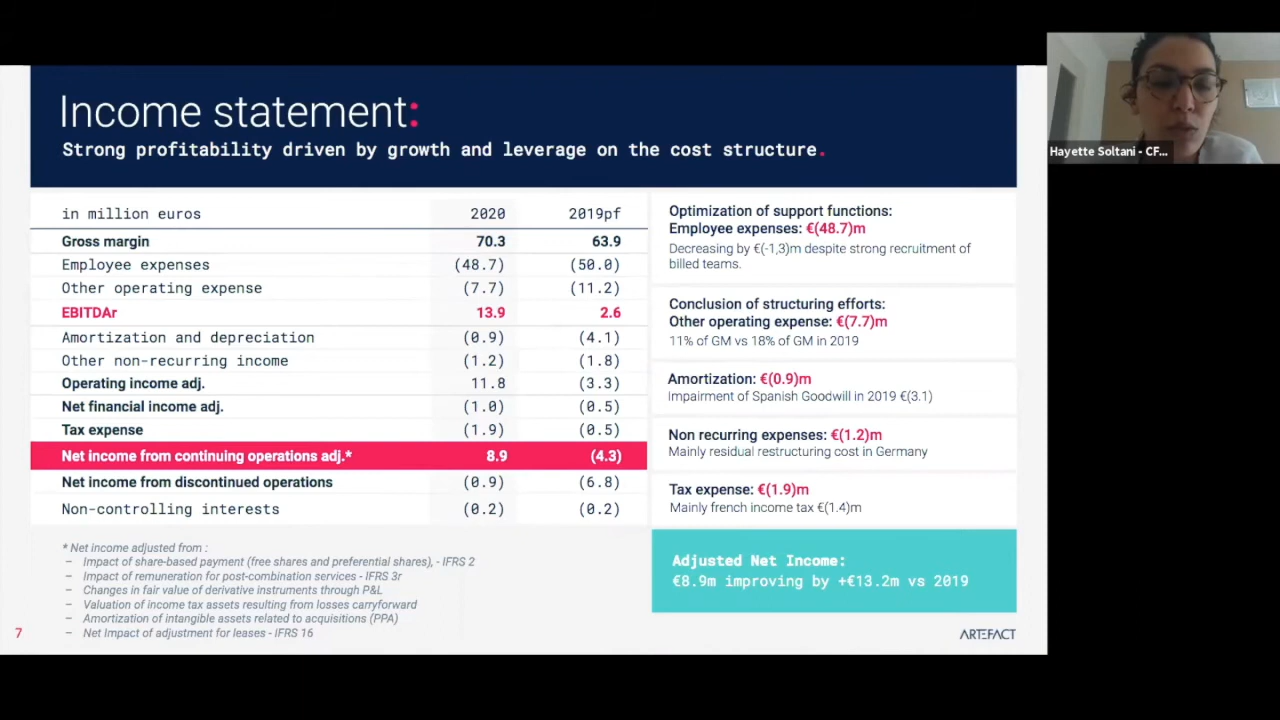 Income statement:
Strong profitability driven by growth and leverage on the cost structure.
in million euros 2020 2019pf
Gross margin 70.3 63.9
Employee expenses (48.7) (50.0)
Other operating expense (7.7) (11.2)
EBITDAr 13.9 2.6
Amortization and depreciation (0.9) (4.1)
Other non-recurring income (1.2) (1.8)
Operating income adj. 11.8 (3.3)
Net financial income adj. (1.0) (0.5)
Tax expense (1.9) (0.5)
Net income from continuing operations adj.* 8.9 (4.3)
Net income from discontinued operations (0.9) (6.8)
Non-controlling interests (0.2) (0.2)
* Net income adjusted from :
– Impact of share-based payment (free shares and preferential shares), - IFRS 2
– Impact of remuneration for post-combination services - IFRS 3r
– Changes in fair value of derivative instruments through P&L
– Valuation of income tax assets resulting from losses carryforward
– Amortization of intangible assets related to acquisitions (PPA)
– Net Impact of adjustment for leases - IFRS 16
7
Optimization of support functions:
Employee expenses: €(48.7)m
Decreasing by €(-1,3)m despite strong recruitment of
billed teams.
Conclusion of structuring efforts:
Other operating expense: €(7.7)m
11% of GM vs 18% of GM in 2019
Amortization: €(0.9)m
Impairment of Spanish Goodwill in 2019 €(3.1)
Non recurring expenses: €(1.2)m
Mainly residual restructuring cost in Germany
Tax expense: €(1.9)m
Mainly french income tax €(1.4)m
Adjusted Net Income:
€8.9m improving by +€13.2m vs 2019
ARTEFACT
Hayette Soltani - CF...